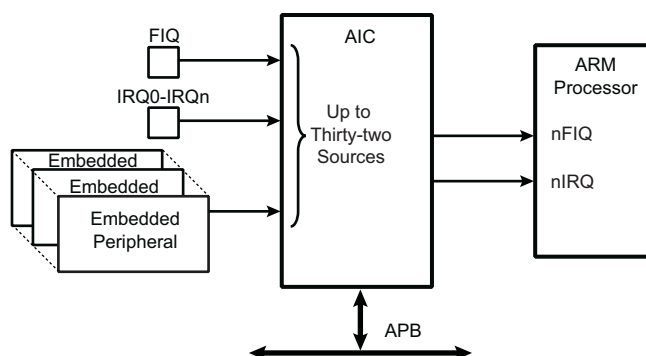 FIQ
IRQ0-IRQn
Embedded
Embedded
Embedded
Peripheral
AIC
Up to
Thirty-two
Sources
ARM
Processor
nFIQ
nIRQ
APB